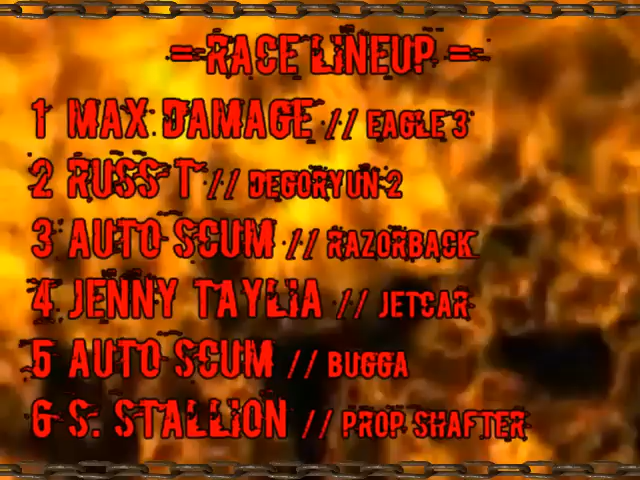 = RACE LINEUP =
1 MAX DAMAGE // EAGLE 3
2 RUSS T // DEGORYUN 2
3 AUTO SCUM // RAZORBACK
4 JENNY TAYLIA // JETCAR
5 AUTO SCUM // BUGGA
6 S. STALLION // PROP SHAFTER